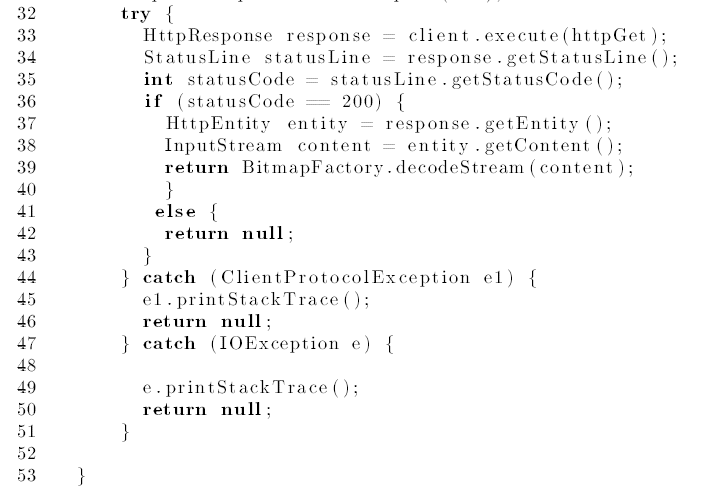 32 try {
33 HttpResponse response = client.execute(httpGet);
34 StatusLine statusLine = response.getStatusLine();
35 int statusCode = statusLine.getStatusCode();
36 if (statusCode == 200) {
37 HttpEntity entity = response.getEntity();
38 InputStream content = entity.getContent();
39 return BitmapFactory.decodeStream(content);
40 }
41 else {
42 return null;
43 }
44 } catch (ClientProtocolException e1) {
45 e1.printStackTrace();
46 return null;
47 } catch (IOException e) {
48
49 e.printStackTrace();
50 return null;
51 }
52
53 }